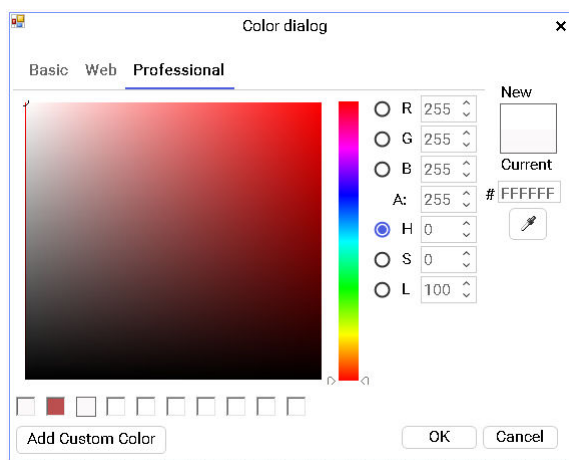 Color dialog
Basic Web Professional
New
R 255
G 255
B 255
Current
A: 255
# FFFFFF
H 0
S 0
L 100
Add Custom Color
OK Cancel